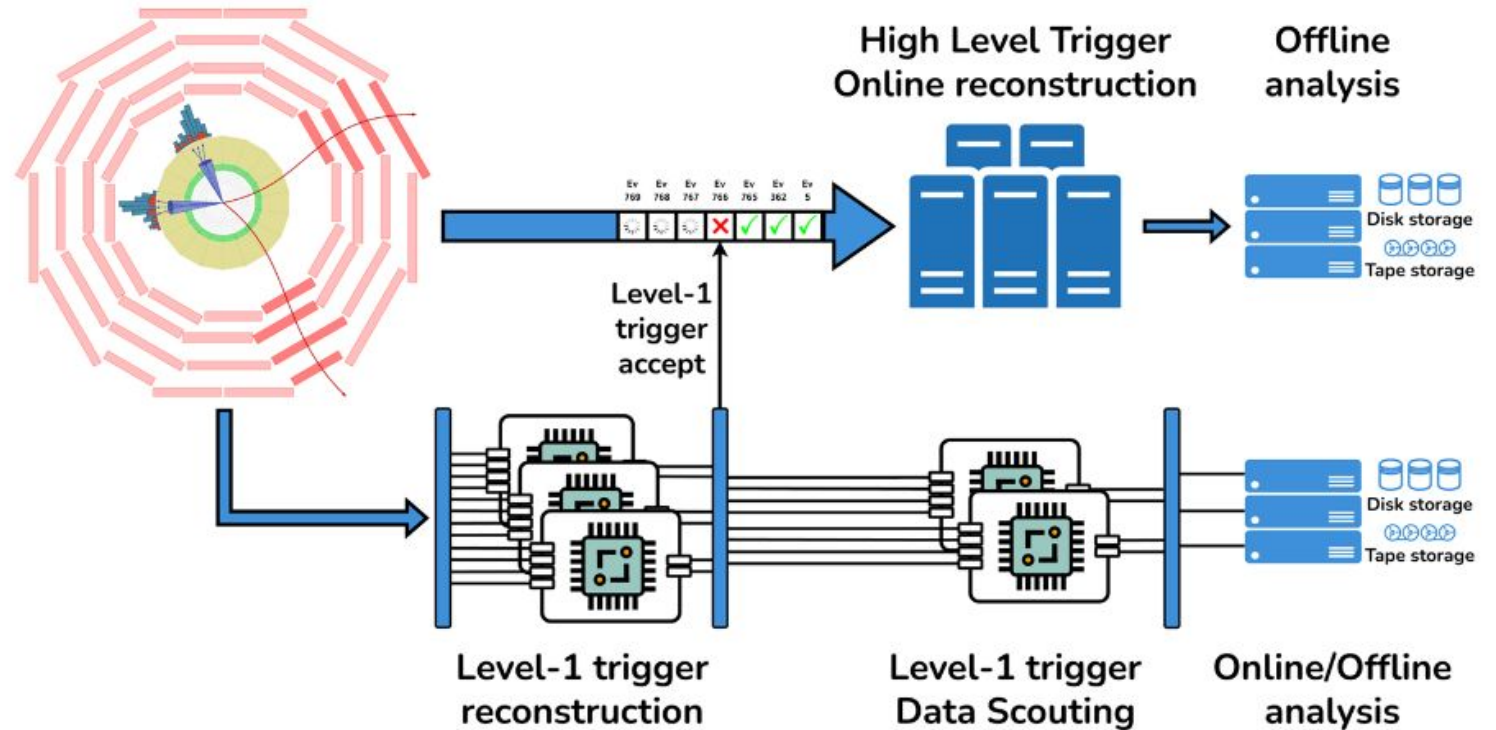 High Level Trigger
Online reconstruction
Offline
analysis
Ev Ev Ev Ev Ev Ev Ev
769 768 767 766 765 362 5
Disk storage
Tape storage
Level-1
trigger
accept
Disk storage
Tape storage
Level-1 trigger
reconstruction
Level-1 trigger
Data Scouting
Online/Offline
analysis